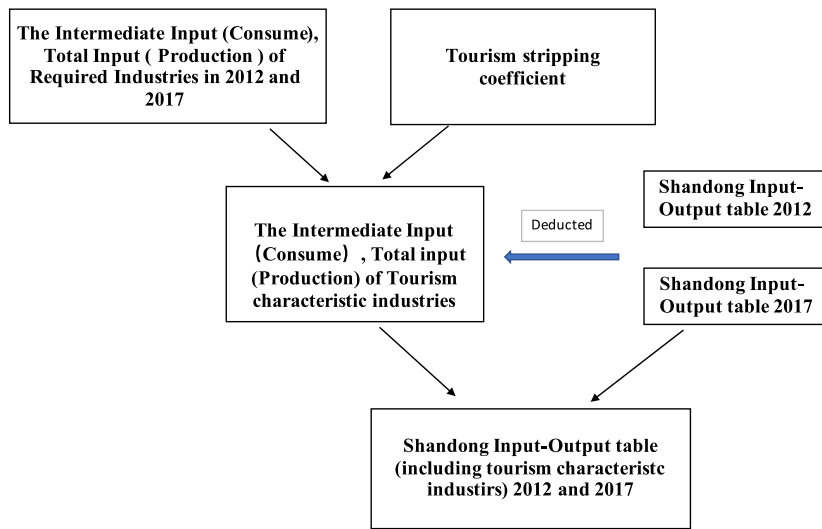 The Intermediate Input (Consume),
Total Input ( Production ) of
Required Industries in 2012 and
2017
Tourism stripping
coefficient
The Intermediate Input
(Consume) , Total input
(Production) of Tourism
characteristic industries
Deducted
Shandong Input-
Output table 2012
Shandong Input-
Output table 2017
Shandong Input-Output table
(including tourism characteristc
industirs) 2012 and 2017